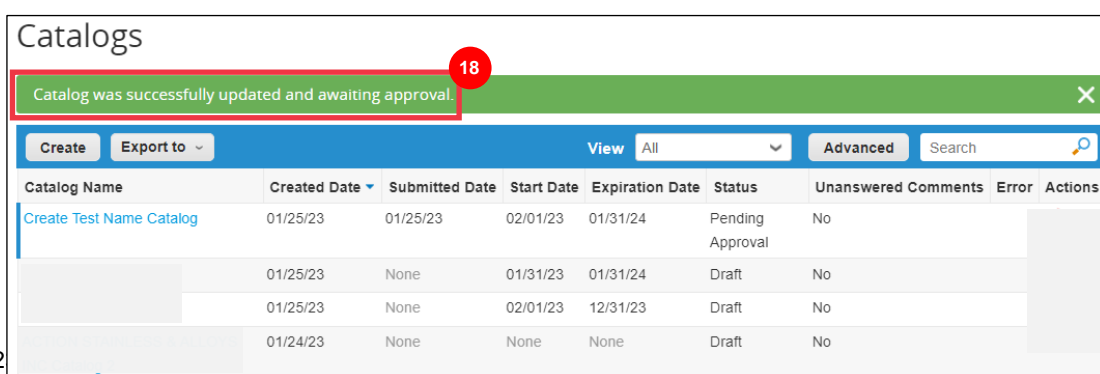 Catalogs
18
Catalog was successfully updated and awaiting approval.
Create Export to View All Advanced Search
Catalog Name Created Date Submitted Date Start Date Expiration Date Status Unanswered Comments Error Actions
Create Test Name Catalog 01/25/23 01/25/23 02/01/23 01/31/24 Pending No
Approval
01/25/23 None 01/31/23 01/31/24 Draft No
01/25/23 None 02/01/23 12/31/23 Draft No
01/24/23 None None None Draft No
2